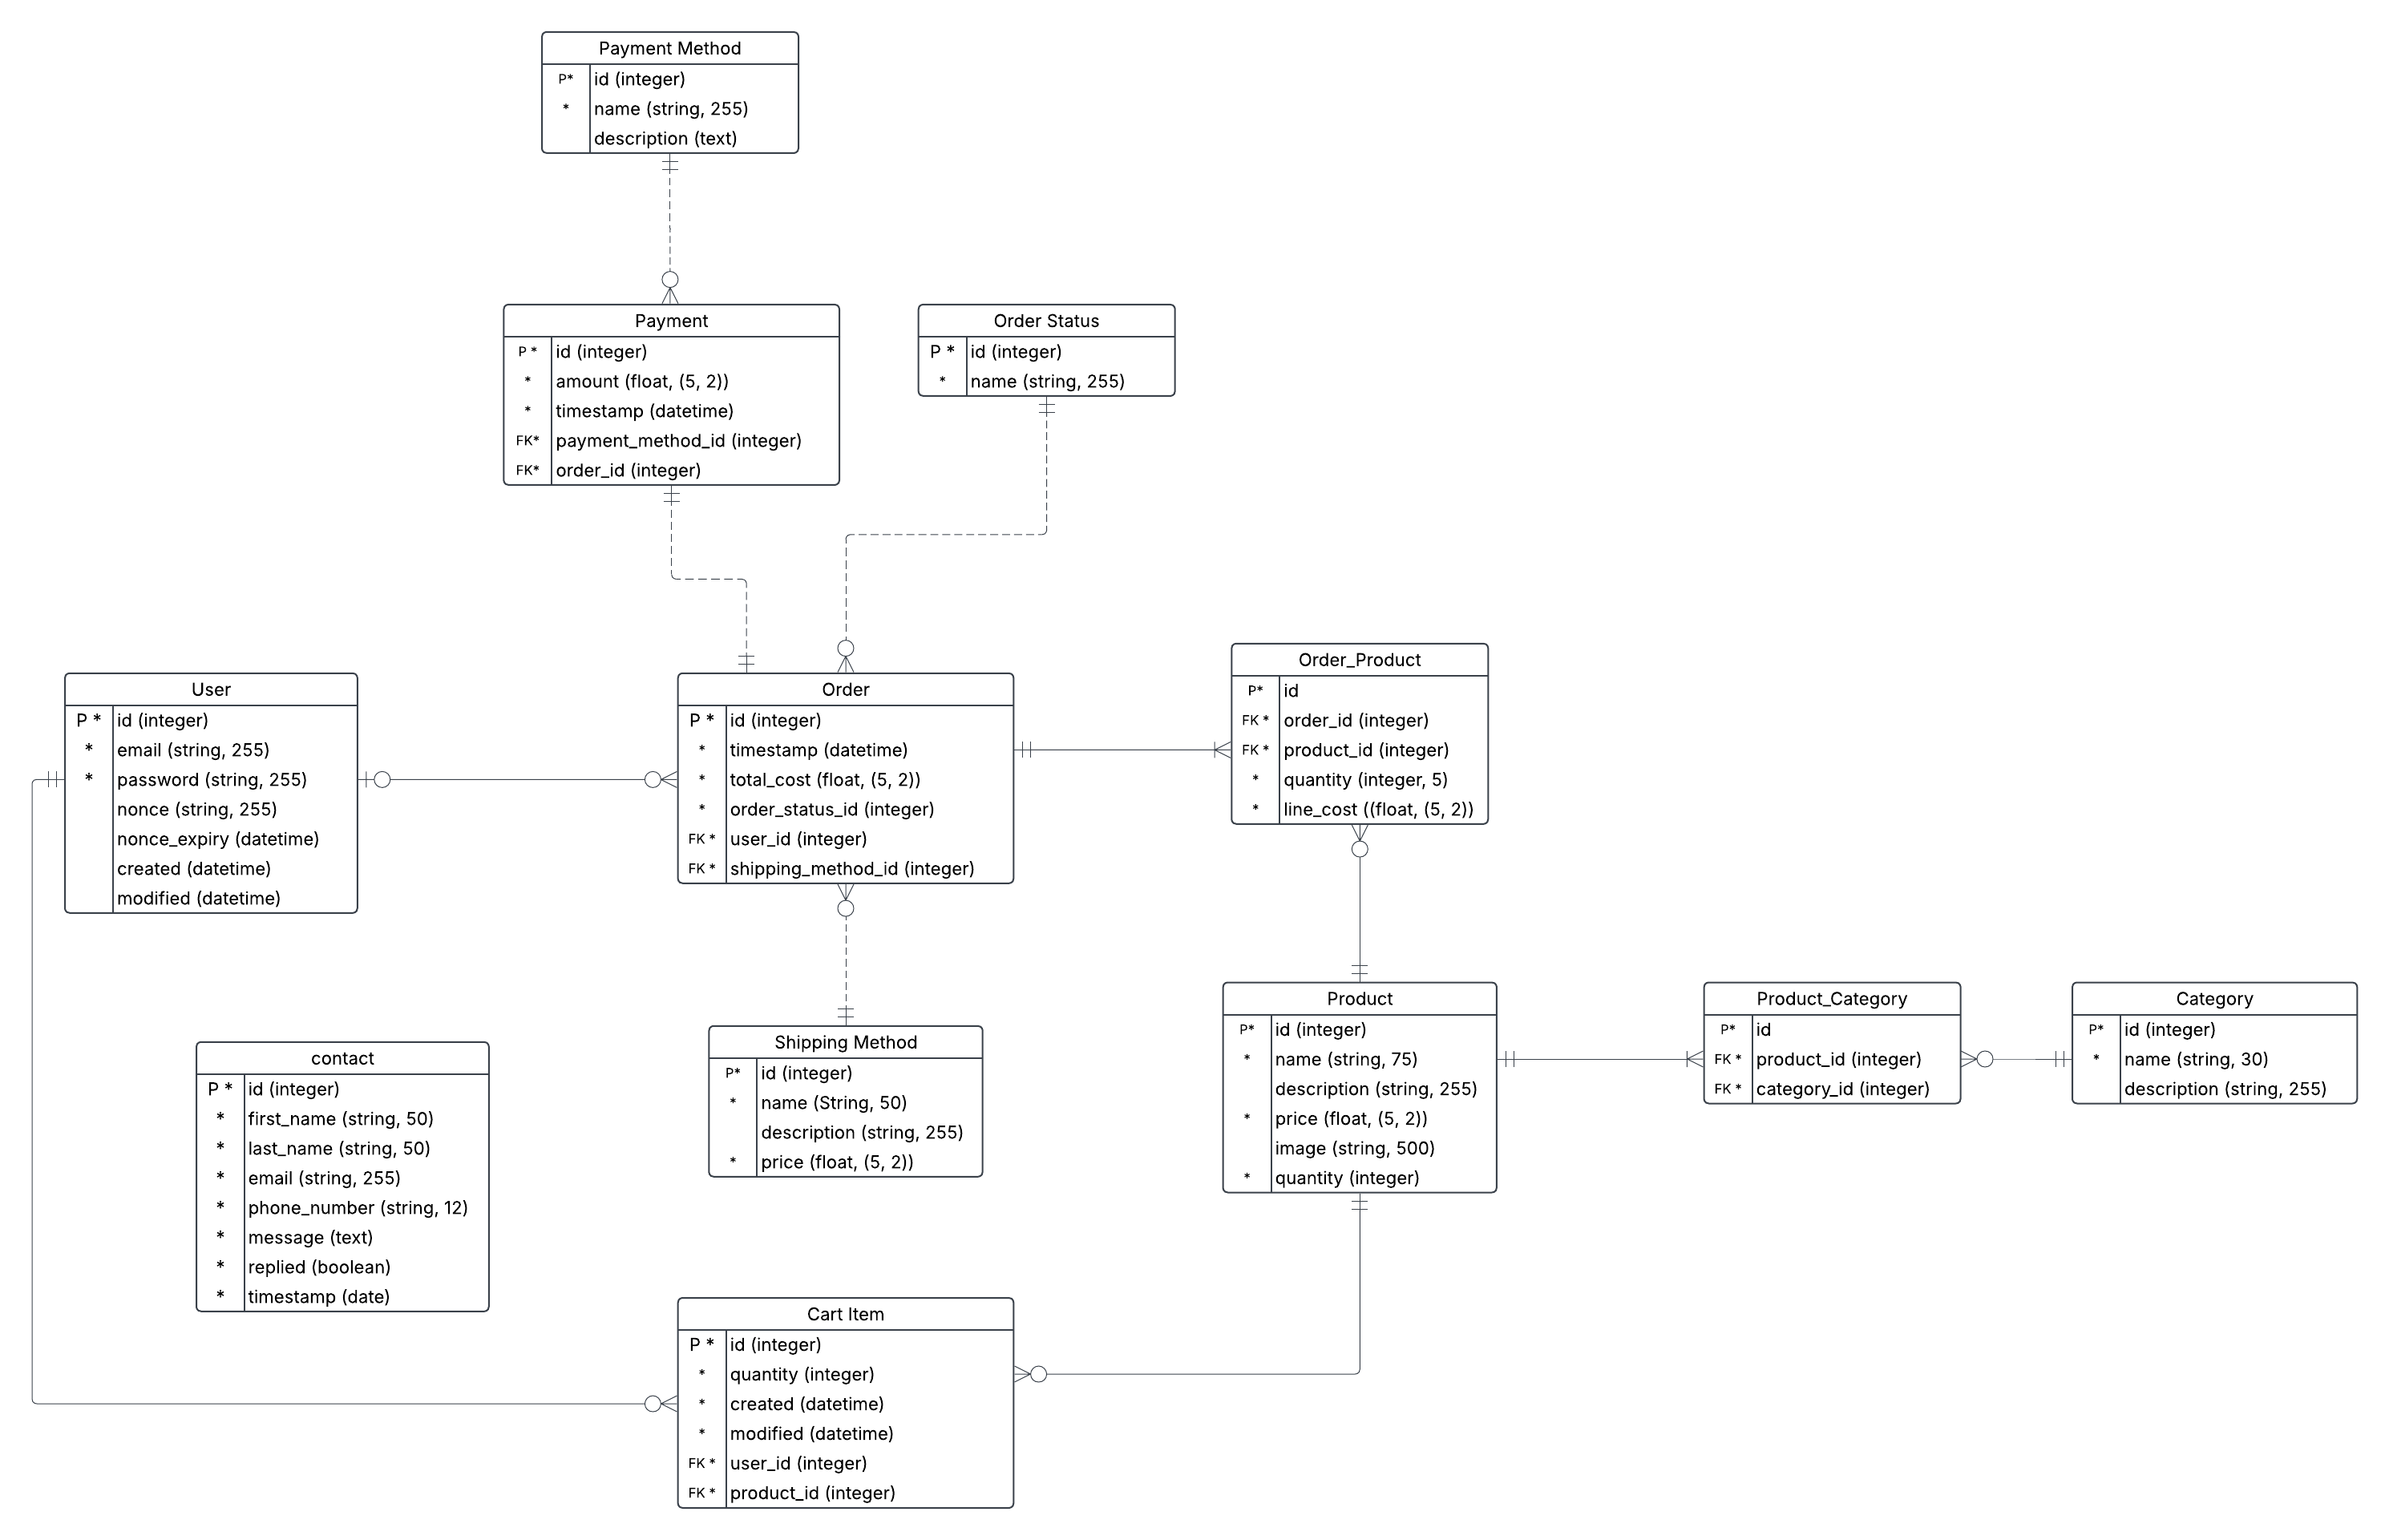 Payment Method
P* id (integer)
* name (string, 255)
description (text)
Payment
P * id (integer)
* amount (float, (5, 2))
* timestamp (datetime)
FK* payment_method_id (integer)
FK* order_id (integer)
Order Status
P * id (integer)
* name (string, 255)
User
P * id (integer)
* email (string, 255)
* password (string, 255)
nonce (string, 255)
nonce_expiry (datetime)
created (datetime)
modified (datetime)
Order
P * id (integer)
* timestamp (datetime)
* total_cost (float, (5, 2))
* order_status_id (integer)
FK * user_id (integer)
FK * shipping_method_id (integer)
Order_Product
P* id
FK * order_id (integer)
FK * product_id (integer)
* quantity (integer, 5)
* line_cost ((float, (5, 2))
contact
P * id (integer)
* first_name (string, 50)
* last_name (string, 50)
* email (string, 255)
* phone_number (string, 12)
* message (text)
* replied (boolean)
* timestamp (date)
Shipping Method
P* id (integer)
* name (String, 50)
description (string, 255)
* price (float, (5, 2))
Product
P* id (integer)
* name (string, 75)
description (string, 255)
* price (float, (5, 2))
image (string, 500)
* quantity (integer)
Product_Category
P* id
FK * product_id (integer)
FK * category_id (integer)
Category
P* id (integer)
* name (string, 30)
description (string, 255)
Cart Item
P * id (integer)
* quantity (integer)
* created (datetime)
* modified (datetime)
FK * user_id (integer)
FK * product_id (integer)